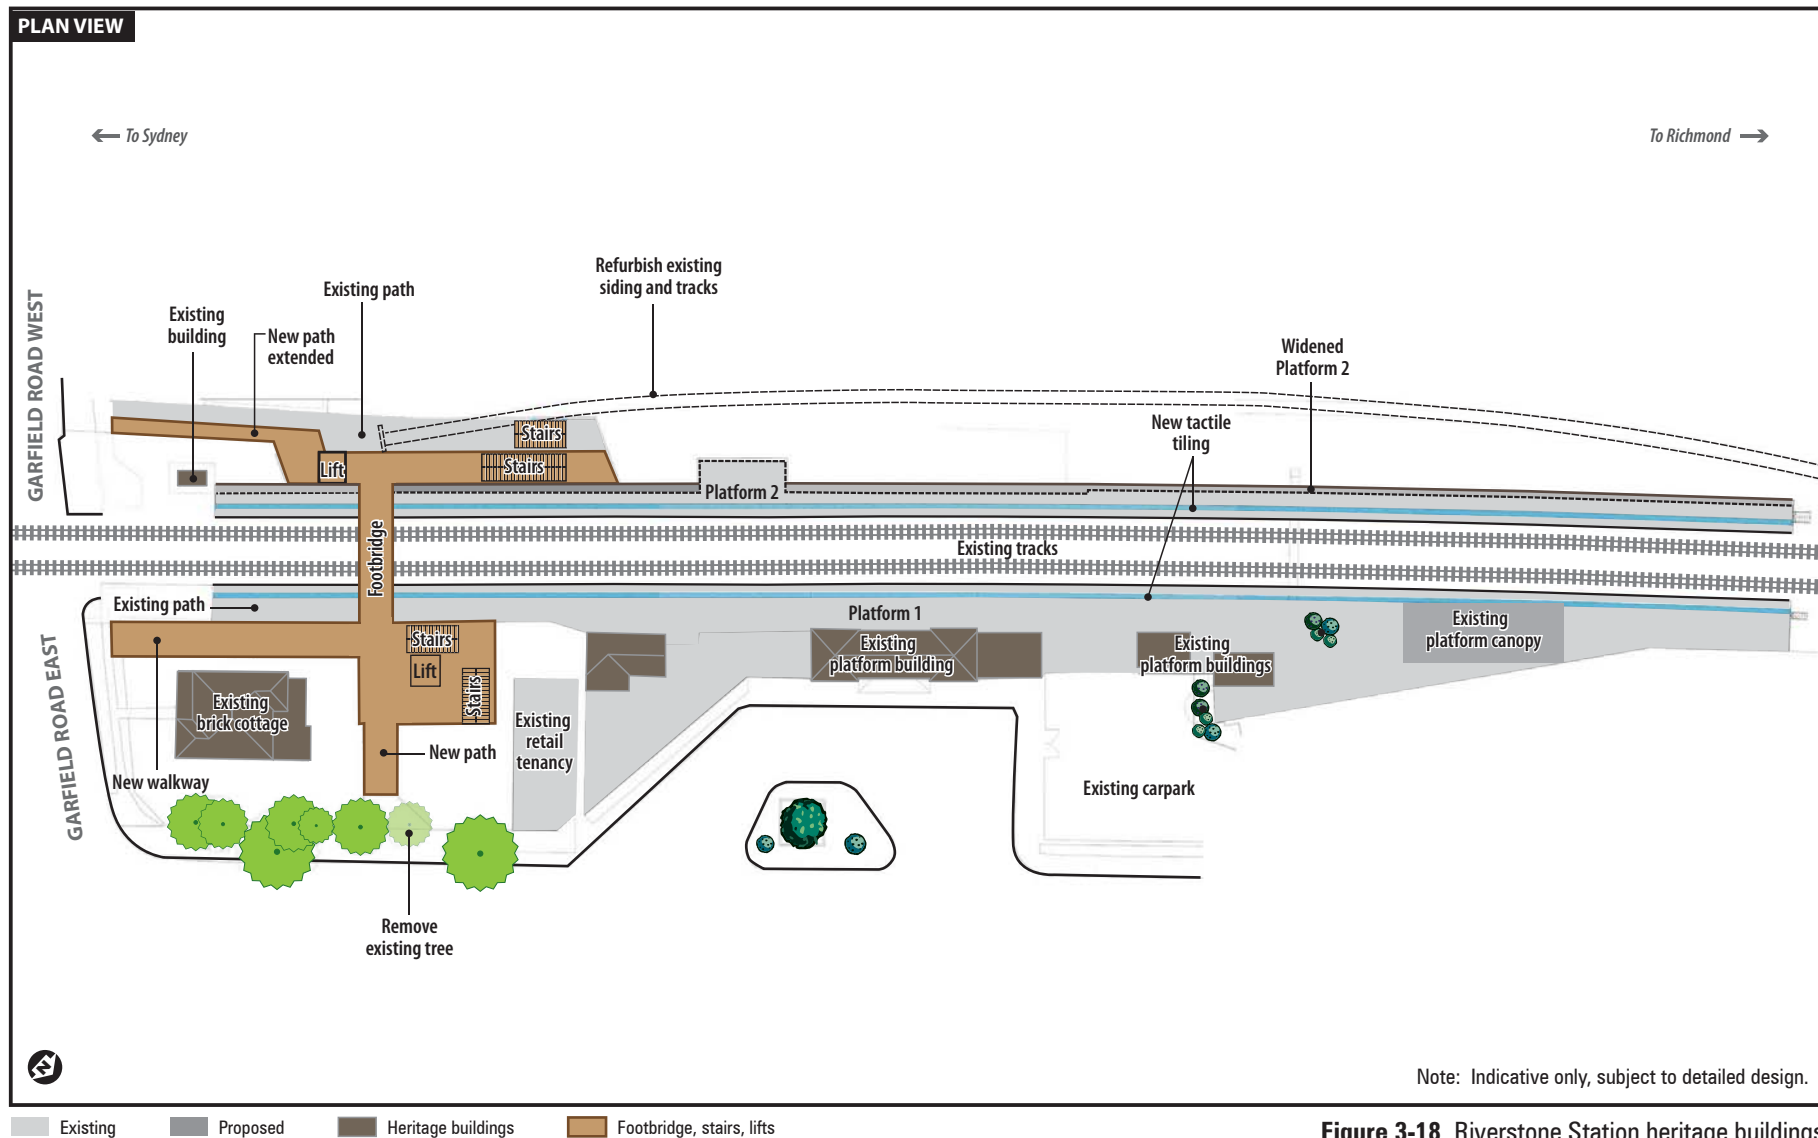 PLAN VIEW
To Sydney
To Richmond
GARFIELD ROAD WEST
Existing
building
New path
extended
Existing path
Refurbish existing
siding and tracks
Widened
Platform 2
New tactile
tiling
Stairs
Stairs
Lift
Platform 2
Footbridge
Existing tracks
Existing path
Platform 1
Stairs
Lift
Stairs
Existing
platform building
Existing
platform buildings
Existing
platform canopy
GARFIELD ROAD EAST
Existing
brick cottage
Existing
retail
tenancy
New path
New walkway
Existing carpark
Remove
existing tree
N
Note: Indicative only, subject to detailed design.
Existing
Proposed
Heritage buildings
Footbridge, stairs, lifts
Figure 3-18 Riverstone Station heritage buildings